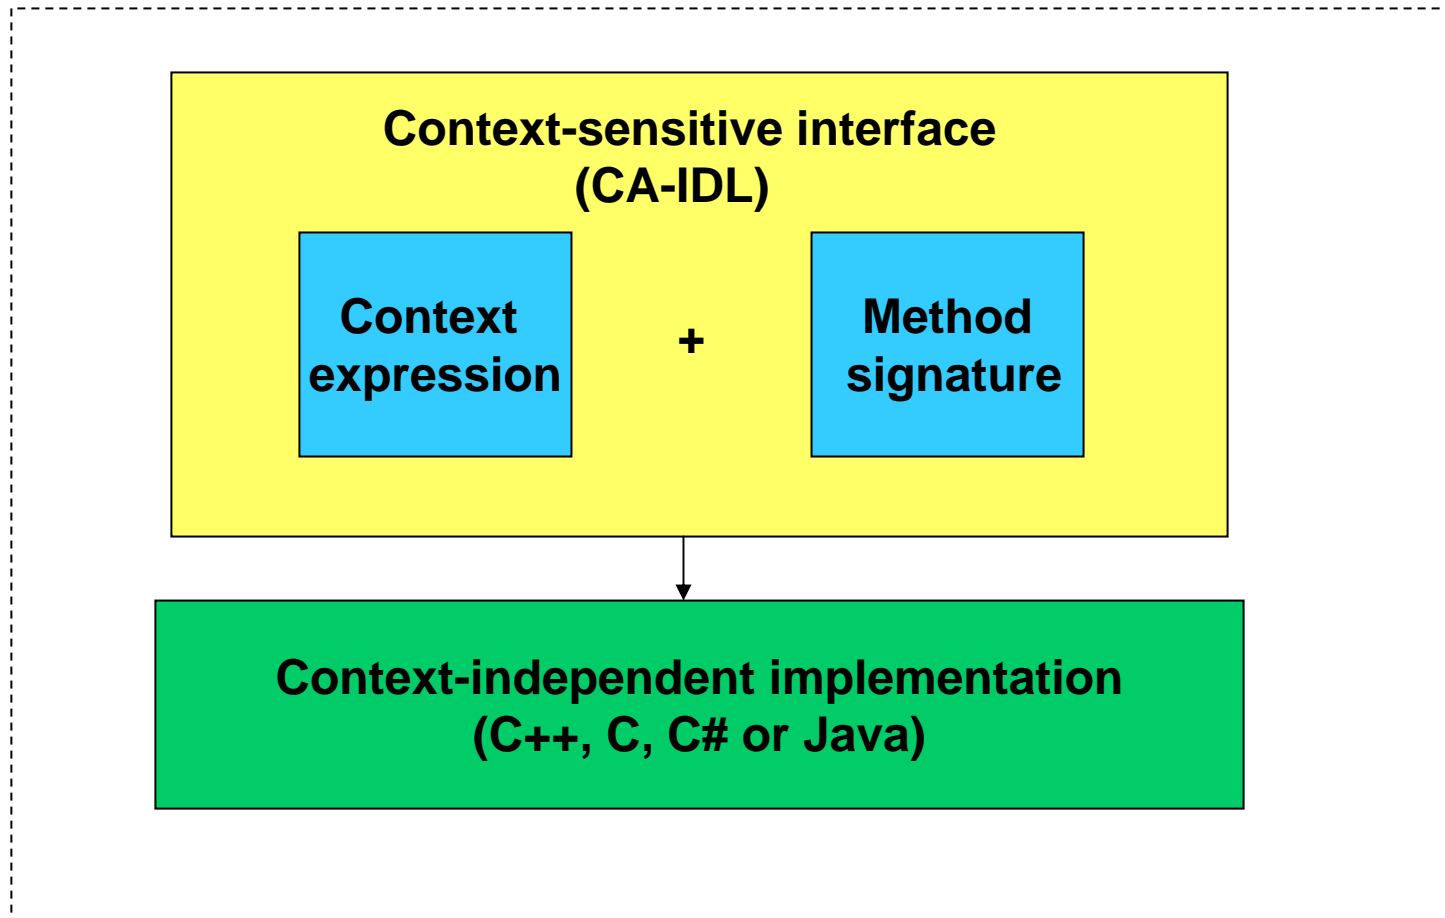 Context-sensitive interface
(CA-IDL)
Context
expression
+
Method
signature
Context-independent implementation
(C++, C, C# or Java)